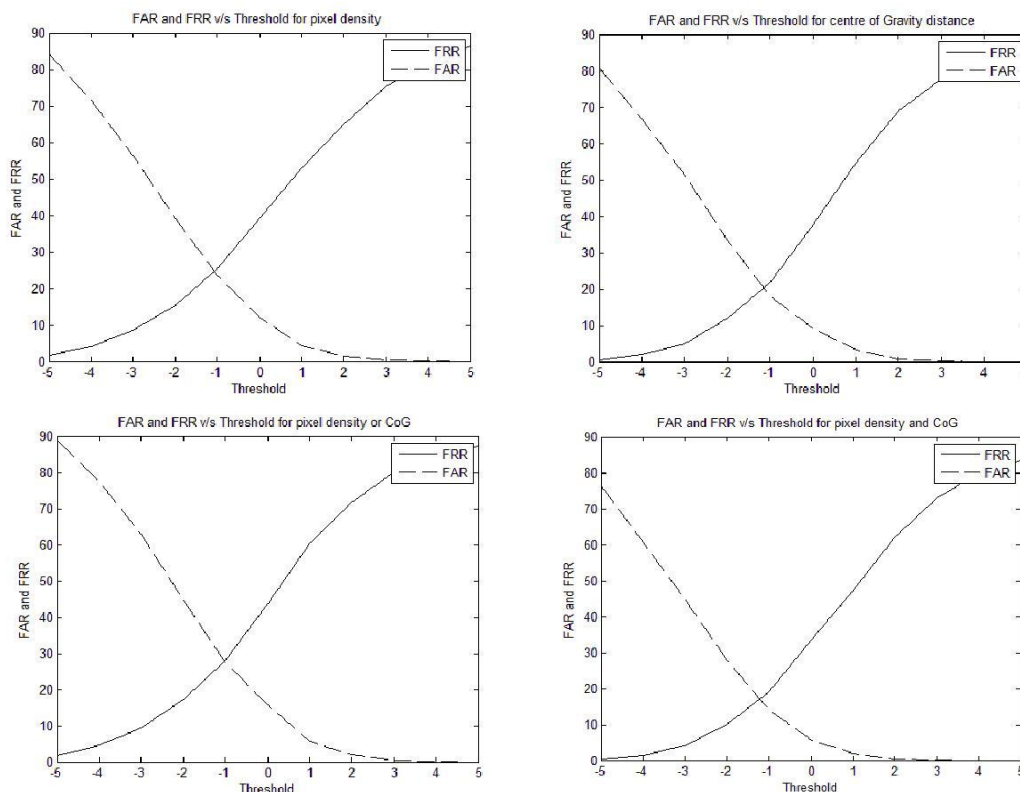 FAR and FRR v/s Threshold for pixel density
90
80
70
60
50
40
30
20
10
0
FAR and FRR
FRR
FAR
-5 -4 -3 -2 -1 0 1 2 3 4 5
Threshold
FAR and FRR v/s Threshold for centre of Gravity distance
90
80
70
60
50
40
30
20
10
0
FAR and FRR
FRR
FAR
-5 -4 -3 -2 -1 0 1 2 3 4 5
Threshold
FAR and FRR v/s Threshold for pixel density or CoG
90
80
70
60
50
40
30
20
10
0
FAR and FRR
FRR
FAR
-5 -4 -3 -2 -1 0 1 2 3 4 5
Threshold
FAR and FRR v/s Threshold for pixel density and CoG
90
80
70
60
50
40
30
20
10
0
FAR and FRR
FRR
FAR
-5 -4 -3 -2 -1 0 1 2 3 4 5
Threshold